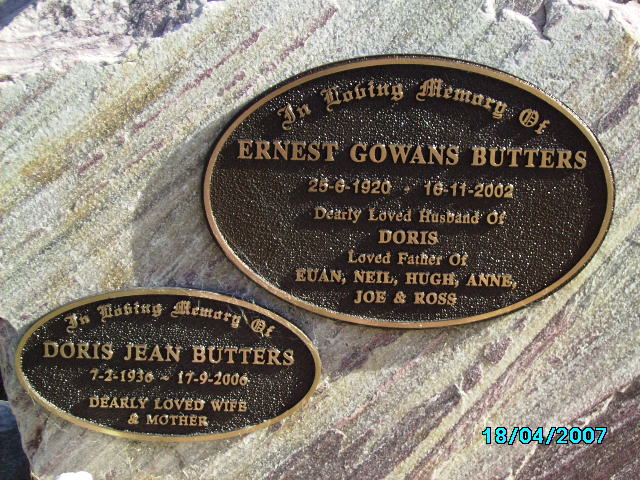 In Loving Memory Of
ERNEST GOWANS BUTTERS
26-6-1920 - 16-11-2002
Dearly Loved Husband Of
DORIS
Loved Father Of
EUAN, NEIL, HUGH, ANNE,
JOE & ROSS
In Loving Memory Of
DORIS JEAN BUTTERS
7-2-1936 ~ 17-9-2006
DEARLY LOVED WIFE
& MOTHER
18/04/2007